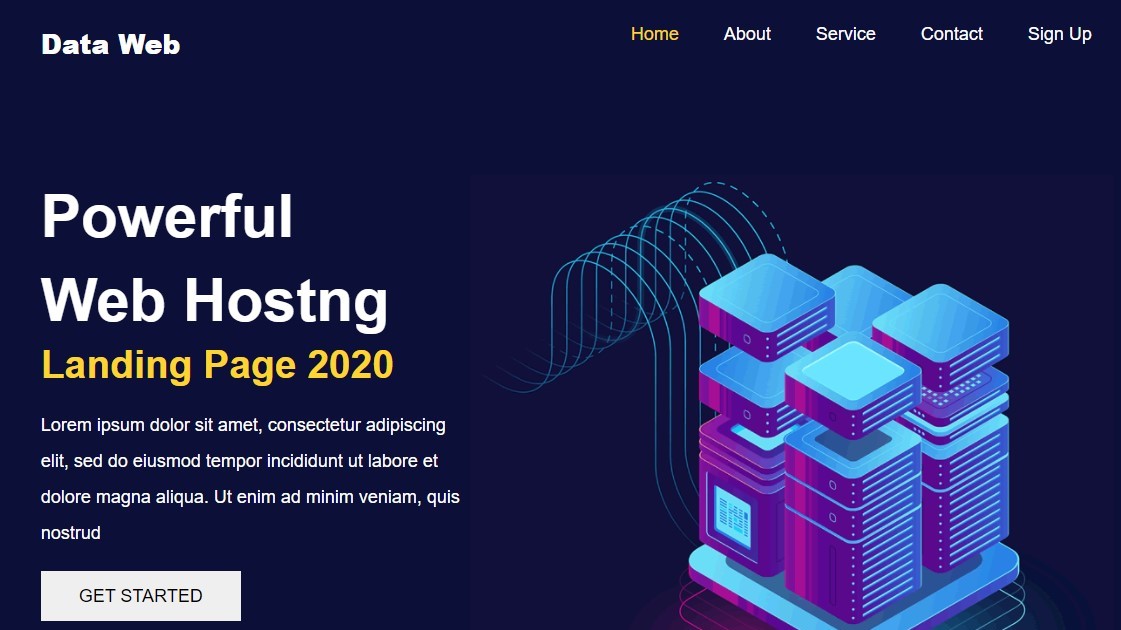 Data Web
Home About Service Contact Sign Up
Powerful
Web Hostng
Landing Page 2020
Lorem ipsum dolor sit amet, consectetur adipiscing
elit, sed do eiusmod tempor incididunt ut labore et
dolore magna aliqua. Ut enim ad minim veniam, quis
nostrud
GET STARTED